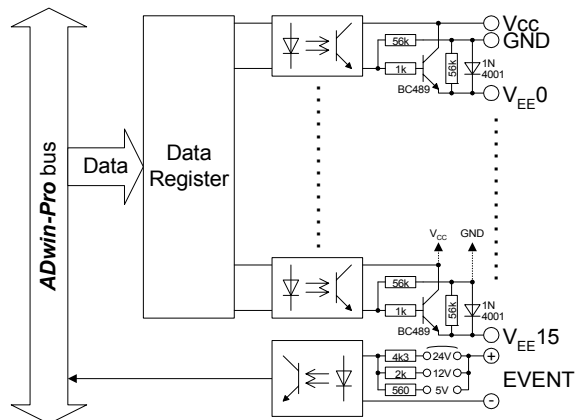 Vcc
GND
56k
1k
56k
1N
4001
BC489
VEE0
ADwin-Pro bus
Data
Data
Register
VCC
GND
56k
1k
56k
1N
4001
BC489
VEE15
4k3
24V
+
2k
12V
EVENT
560
5V
-